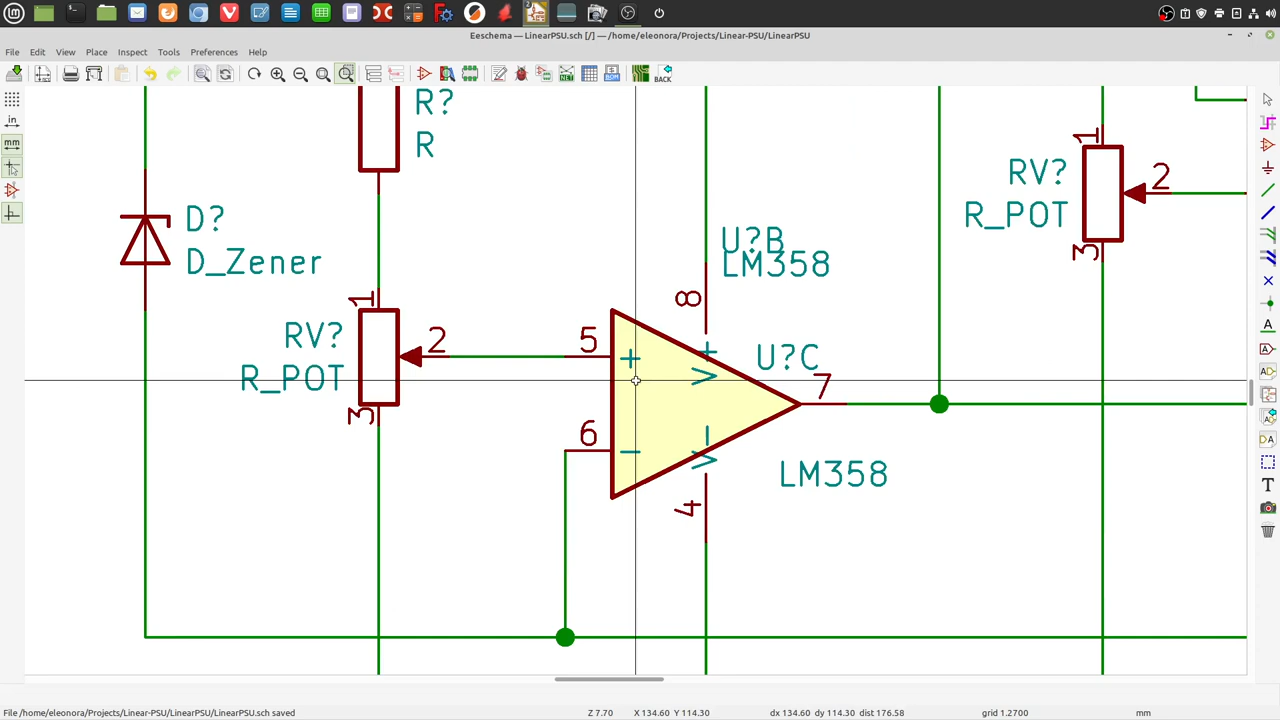 Eeschema — LinearPSU.sch [/] — /home/eleonora/Projects/Linear-PSU/LinearPSU
File Edit View Place Inspect Tools Preferences Help
BACK
in
mm
R?
R
D?
D_Zener
1
RV?
R_POT
2
3
U?B
LM358
8
5
+
V+
U?C
7
6
−
V−
LM358
4
1
RV?
R_POT
2
3
A
A
T
File /home/eleonora/Projects/Linear-PSU/LinearPSU/LinearPSU.sch saved
Z 7.70
X 134.60 Y 114.30
dx 134.60 dy 114.30 dist 176.58
grid 1.2700
mm